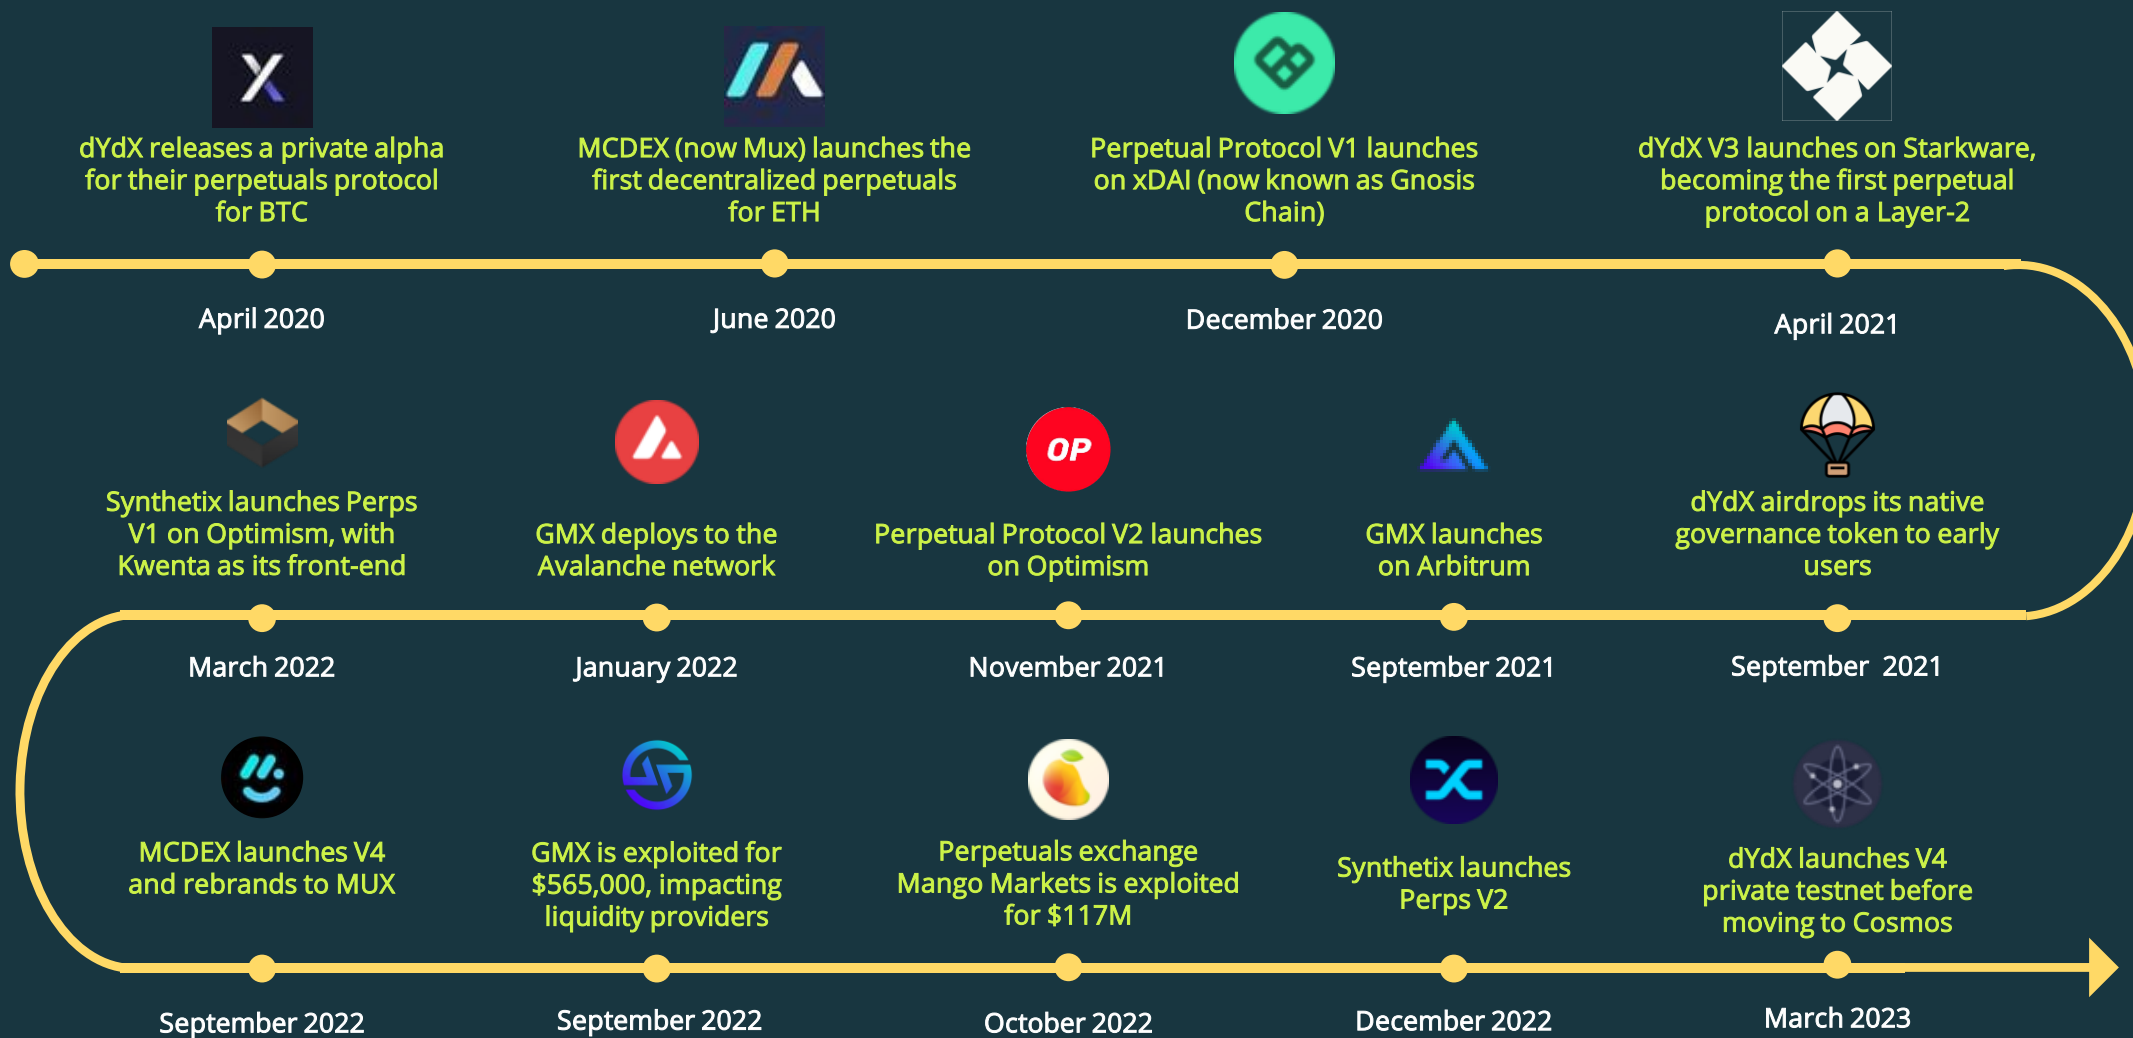 dYdX releases a private alpha
for their perpetuals protocol
for BTC
April 2020
MCDEX (now Mux) launches the
first decentralized perpetuals
for ETH
June 2020
Perpetual Protocol V1 launches
on xDAI (now known as Gnosis
Chain)
December 2020
dYdX V3 launches on Starkware,
becoming the first perpetual
protocol on a Layer-2
April 2021
dYdX airdrops its native
governance token to early
users
September 2021
GMX launches
on Arbitrum
September 2021
OP
Perpetual Protocol V2 launches
on Optimism
November 2021
GMX deploys to the
Avalanche network
January 2022
Synthetix launches Perps
V1 on Optimism, with
Kwenta as its front-end
March 2022
MCDEX launches V4
and rebrands to MUX
September 2022
GMX is exploited for
$565,000, impacting
liquidity providers
September 2022
Perpetuals exchange
Mango Markets is exploited
for $117M
October 2022
Synthetix launches
Perps V2
December 2022
dYdX launches V4
private testnet before
moving to Cosmos
March 2023